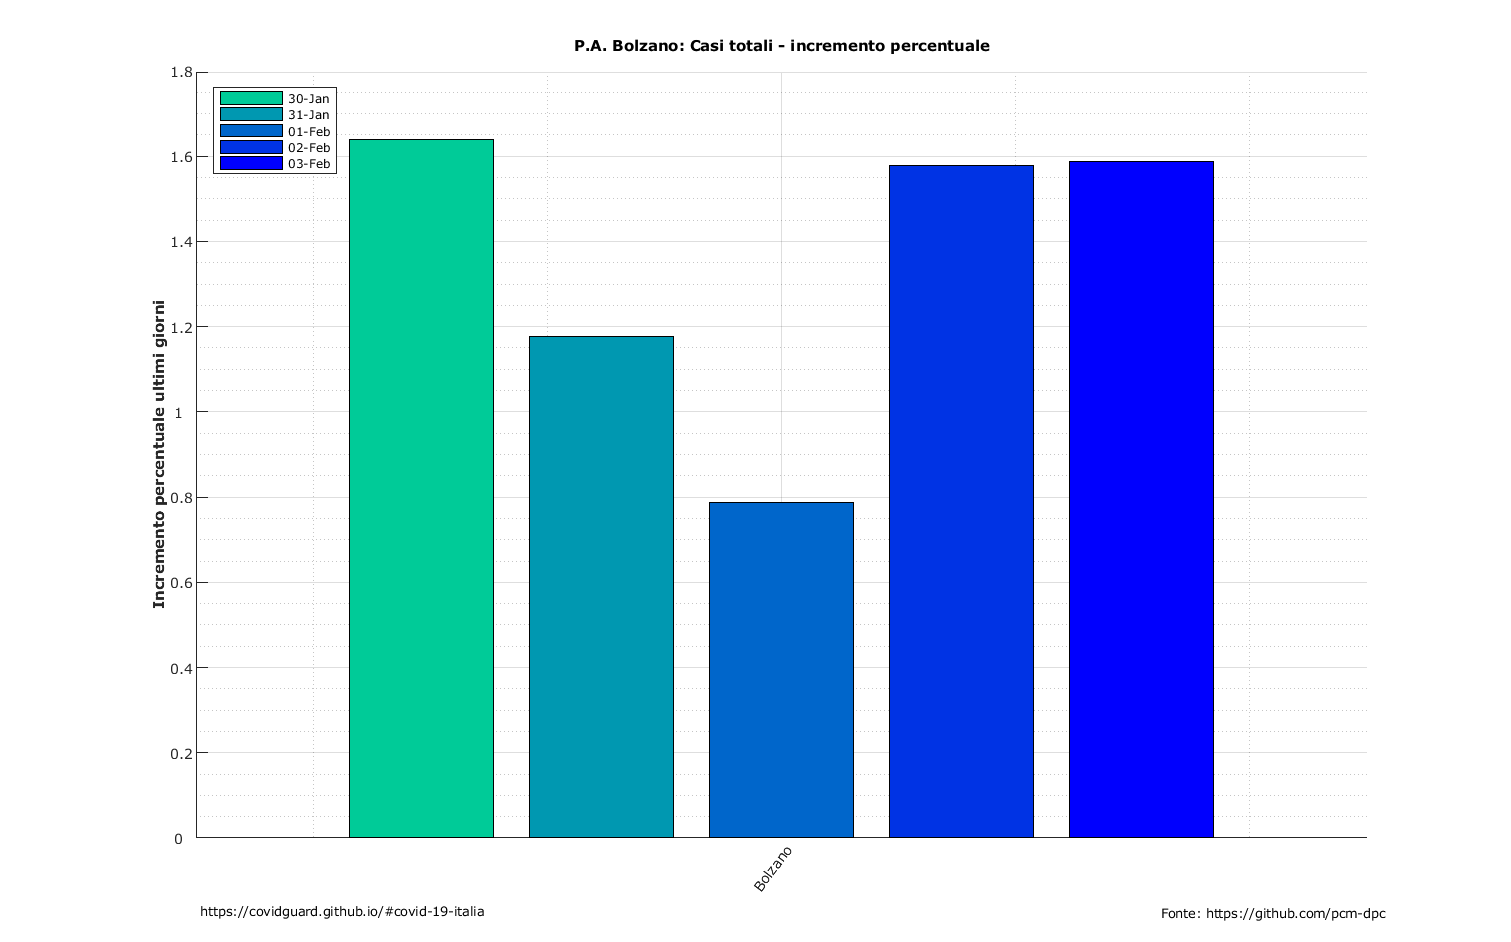 P.A. Bolzano: Casi totali - incremento percentuale
30-Jan
31-Jan
01-Feb
02-Feb
03-Feb
Incremento percentuale ultimi giorni
1.8
1.6
1.4
1.2
1
0.8
0.6
0.4
0.2
0
Bolzano
https://covidguard.github.io/#covid-19-italia
Fonte: https://github.com/pcm-dpc